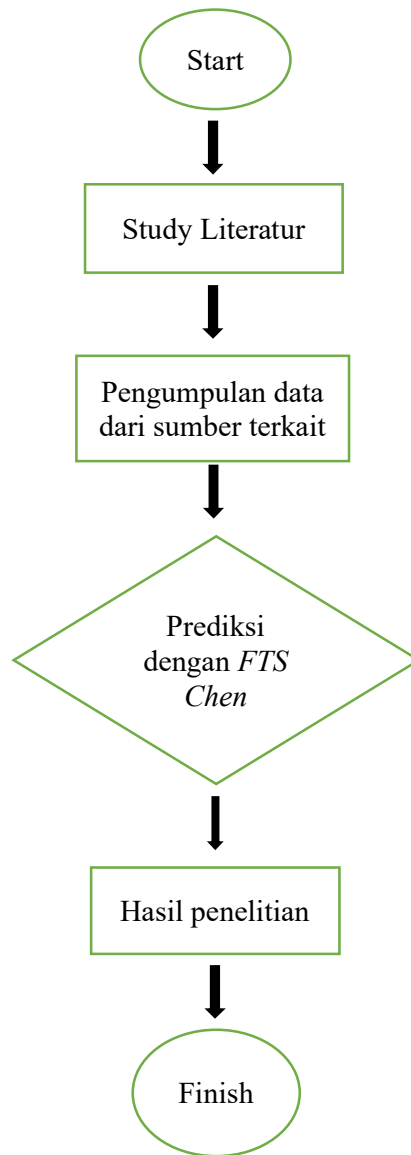 Start
Study Literatur
Pengumpulan data
dari sumber terkait
Prediksi
dengan FTS
Chen
Hasil penelitian
Finish